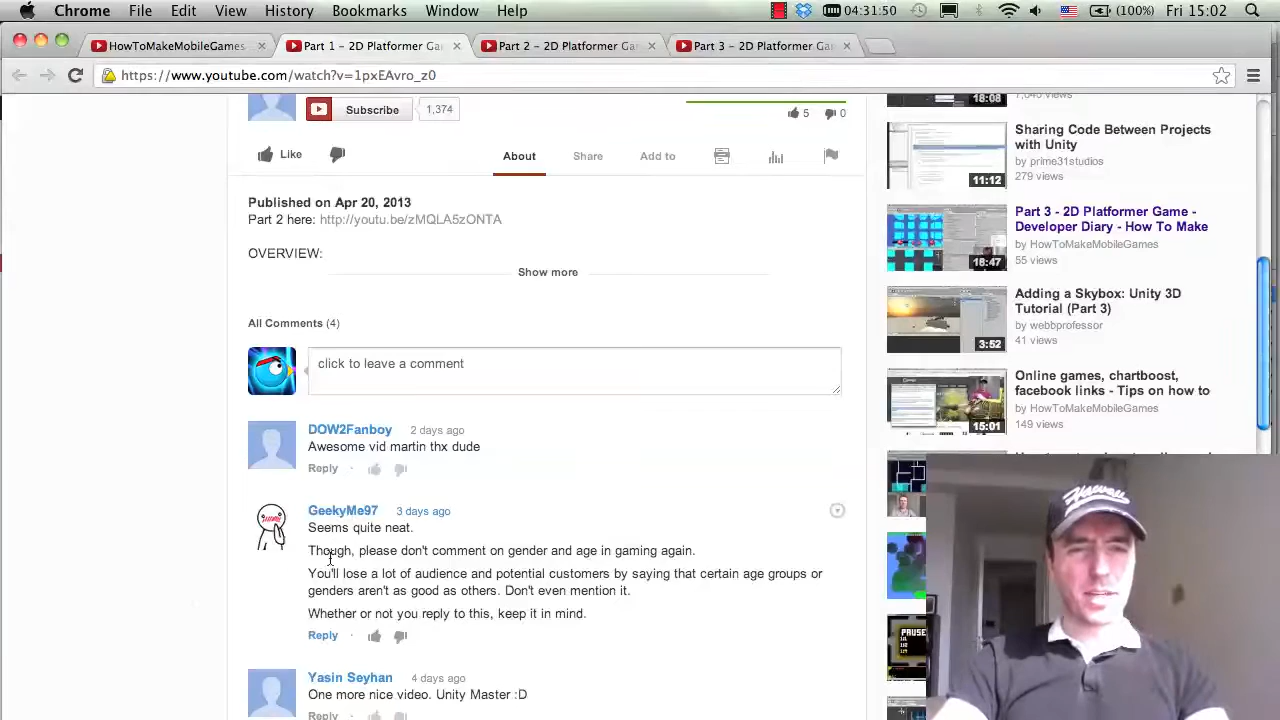 Chrome File Edit View History Bookmarks Window Help 04:31:50 (100%) Fri 15:02
HowToMakeMobileGames Part 1 – 2D Platformer Ga Part 2 – 2D Platformer Ga Part 3 – 2D Platformer Ga
https://www.youtube.com/watch?v=1pxEAvro_z0
Subscribe 1,374
5 0
Like About Share Add to
Published on Apr 20, 2013
Part 2 here: http://youtu.be/zMQLA5zONTA
OVERVIEW:
Show more
All Comments (4)
click to leave a comment
DOW2Fanboy 2 days ago
Awesome vid man thx dude
Reply
GeekyMe97 3 days ago
Seems quite neat.
Though, please don't comment on gender and age in gaming again.
You'll lose a lot of audience and potential customers by saying that certain age groups or
genders aren't as good as others. Don't even mention it.
Whether or not you reply to this, keep it in mind.
Reply
Yasin Seyhan 4 days ago
One more nice video. Unity Master :D
Reply
18:08
Sharing Code Between Projects
with Unity
by prime31studios
279 views
11:12
Part 3 - 2D Platformer Game -
Developer Diary - How To Make
by HowToMakeMobileGames
55 views
18:47
Adding a Skybox: Unity 3D
Tutorial (Part 3)
by webbprofessor
41 views
3:52
Online games, chartboost,
facebook links - Tips on how to
by HowToMakeMobileGames
149 views
15:01
PAUSE